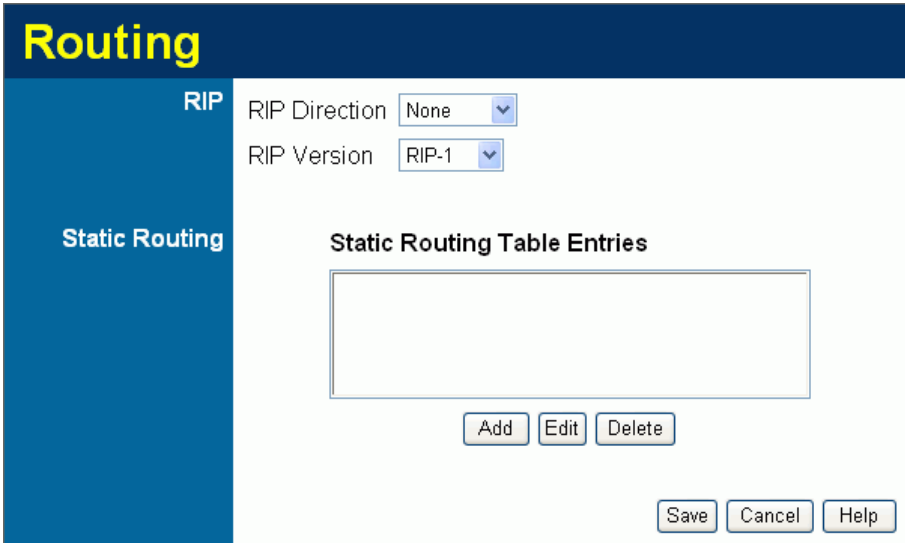 Routing
RIP
RIP Direction None
RIP Version RIP-1
Static Routing
Static Routing Table Entries
Add Edit Delete
Save Cancel Help